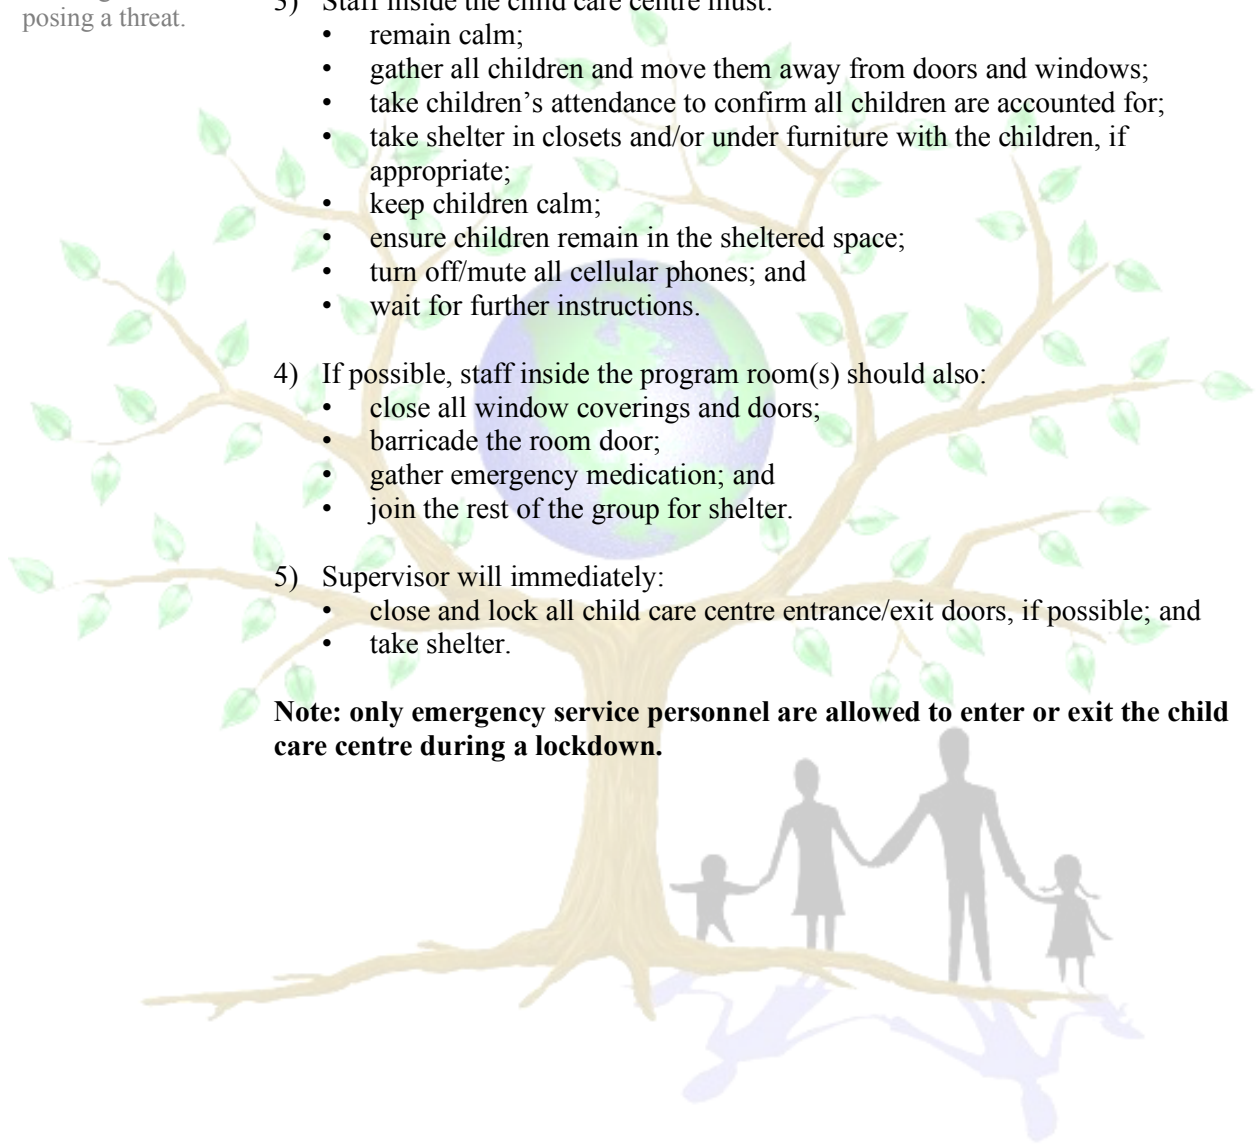 posing a threat.
3) Staff inside the child care centre must:
• remain calm;
• gather all children and move them away from doors and windows;
• take children’s attendance to confirm all children are accounted for;
• take shelter in closets and/or under furniture with the children, if
appropriate;
• keep children calm;
• ensure children remain in the sheltered space;
• turn off/mute all cellular phones; and
• wait for further instructions.
4) If possible, staff inside the program room(s) should also:
• close all window coverings and doors;
• barricade the room door;
• gather emergency medication; and
• join the rest of the group for shelter.
5) Supervisor will immediately:
• close and lock all child care centre entrance/exit doors, if possible; and
• take shelter.
Note: only emergency service personnel are allowed to enter or exit the child
care centre during a lockdown.